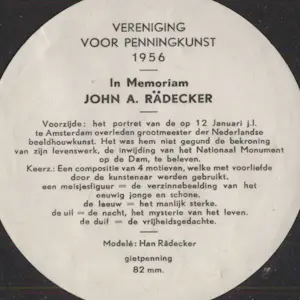 VERENIGING
VOOR PENNINGKUNST
1956
In Memoriam
JOHN A. RÄDECKER
Voorzijde: het portret van de op 12 Januari j.l.
te Amsterdam overleden grootmeester der Nederlandse
beeldhouwkunst. Het was hem niet gegund de bekroning
van zijn levenswerk, de inwijding van het Nationaal Monument
op de Dam, te beleven.
Keerz.: Een compositie van 4 motieven, welke met voorliefde
door de kunstenaar werden gebruikt.
een meisjesfiguur = de verzinnebeelding van het
eeuwig jonge en schone.
de leeuw = het manlijk sterke.
de uil = de nacht, het mysterie van het leven.
de duif = de vrijheidsgedachte.
Modelé: Han Rädecker
gietpenning
82 mm.